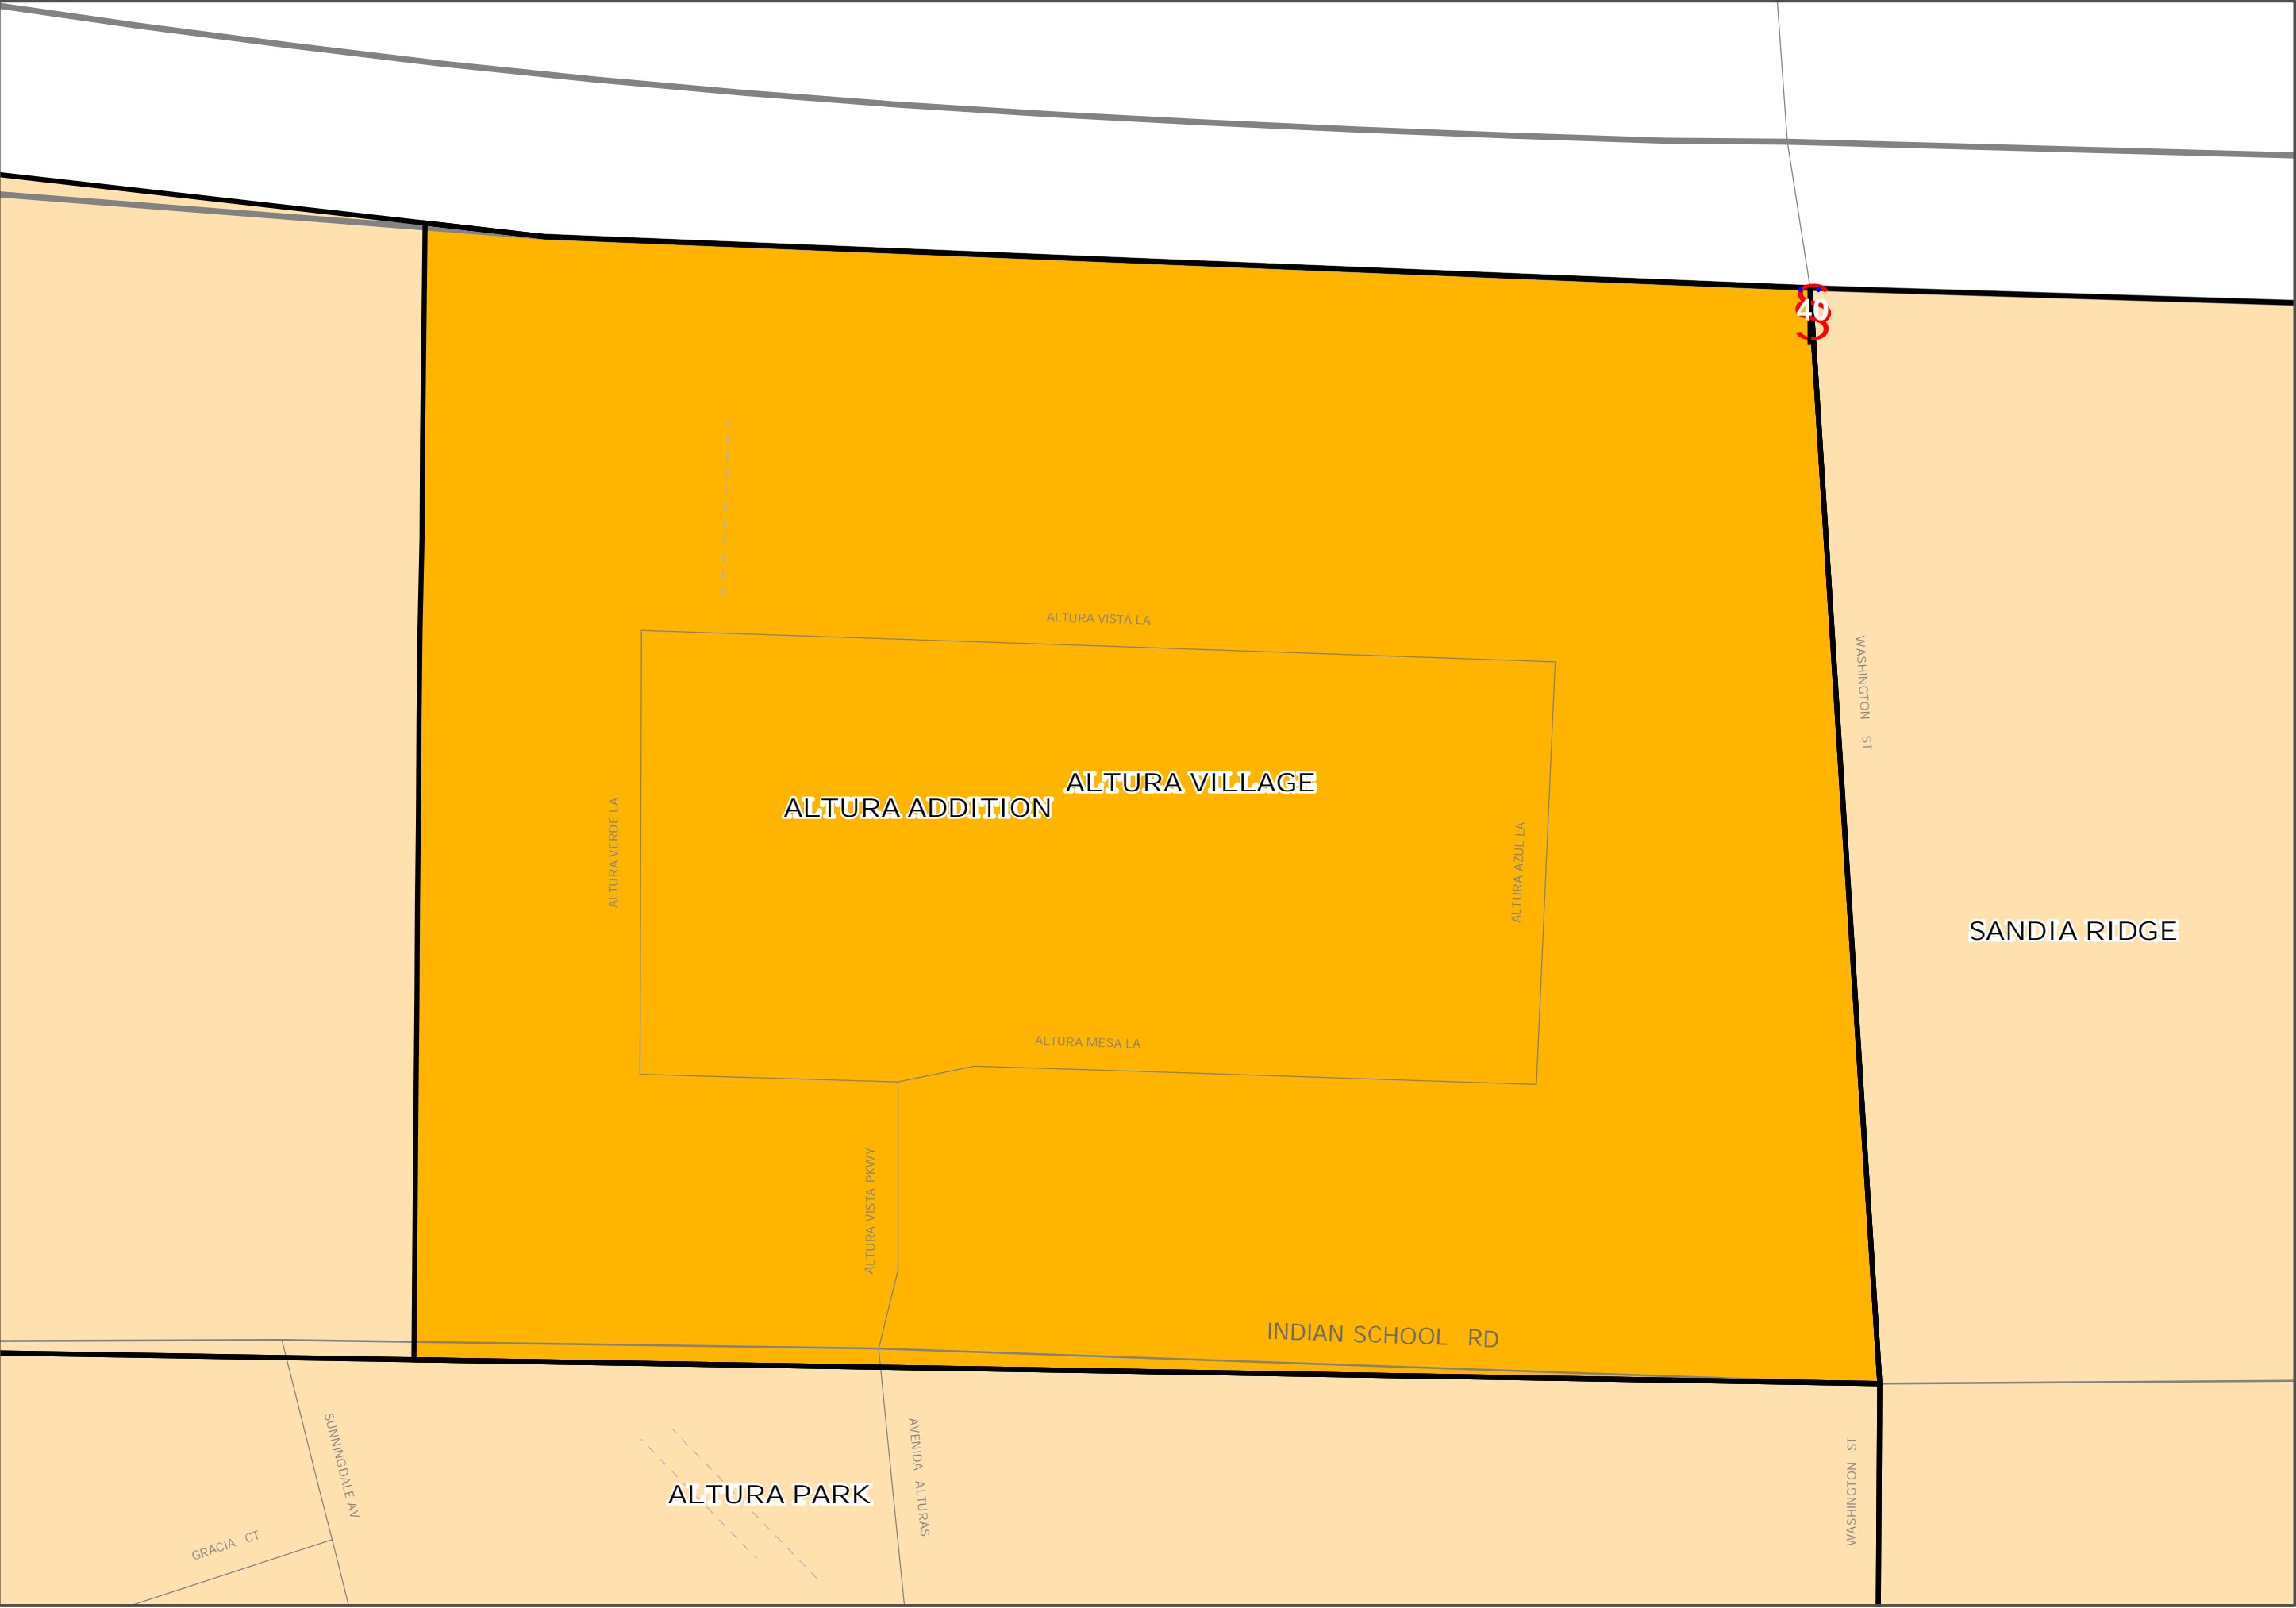 40
ALTURA VISTA LA
WASHINGTON ST
ALTURA VILLAGE
ALTURA ADDITION
ALTURA VERDE LA
ALTURA AZUL LA
SANDIA RIDGE
ALTURA MESA LA
ALTURA VISTA PKWY
INDIAN SCHOOL RD
SUNNINGDALE AV
AVENIDA ALTURAS
WASHINGTON ST
ALTURA PARK
GRACIA CT